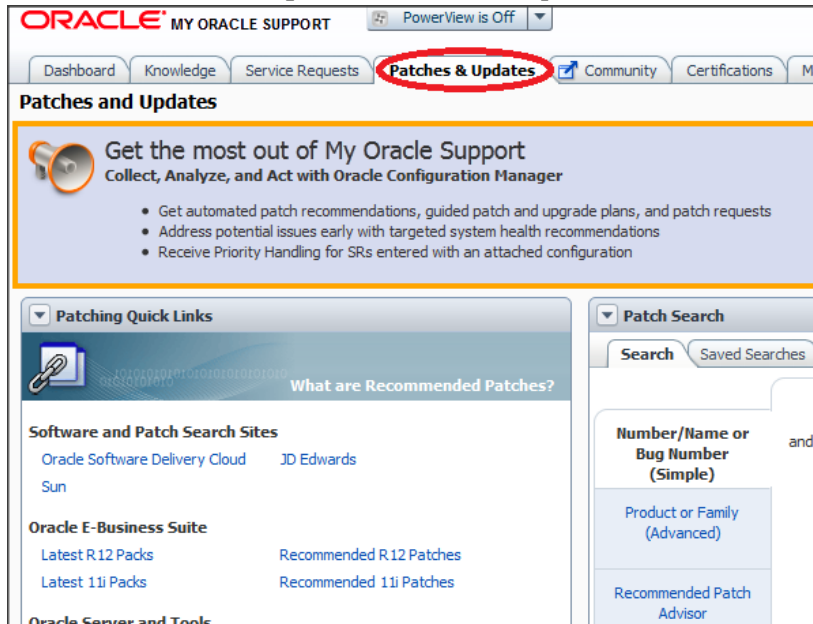 ORACLE MY ORACLE SUPPORT PowerView is Off
Dashboard Knowledge Service Requests Patches & Updates Community Certifications M
Patches and Updates
Get the most out of My Oracle Support
Collect, Analyze, and Act with Oracle Configuration Manager
• Get automated patch recommendations, guided patch and upgrade plans, and patch requests
• Address potential issues early with targeted system health recommendations
• Receive Priority Handling for SRs entered with an attached configuration
Patching Quick Links
What are Recommended Patches?
Software and Patch Search Sites
Oracle Software Delivery Cloud JD Edwards
Sun
Oracle E-Business Suite
Latest R12 Packs Recommended R12 Patches
Latest 11i Packs Recommended 11i Patches
Oracle Server and Tools
Patch Search
Search Saved Searches
Number/Name or
Bug Number
(Simple)
and
Product or Family
(Advanced)
Recommended Patch
Advisor